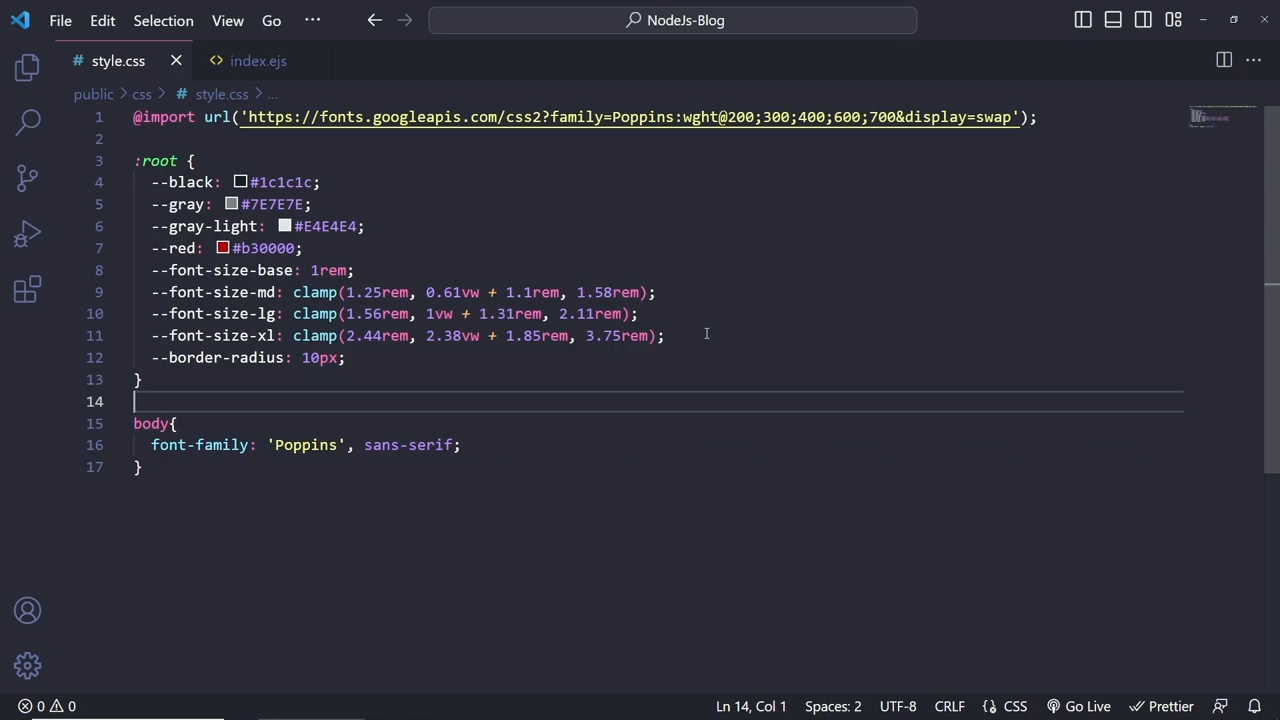 File Edit Selection View Go ··· NodeJs-Blog
# style.css <> index.ejs
public > css > # style.css > ...
1 @import url('https://fonts.googleapis.com/css2?family=Poppins:wght@200;300;400;600;700&display=swap');
2
3 :root {
4 --black: #1c1c1c;
5 --gray: #7E7E7E;
6 --gray-light: #E4E4E4;
7 --red: #b30000;
8 --font-size-base: 1rem;
9 --font-size-md: clamp(1.25rem, 0.61vw + 1.1rem, 1.58rem);
10 --font-size-lg: clamp(1.56rem, 1vw + 1.31rem, 2.11rem);
11 --font-size-xl: clamp(2.44rem, 2.38vw + 1.85rem, 3.75rem);
12 --border-radius: 10px;
13 }
14
15 body{
16 font-family: 'Poppins', sans-serif;
17 }
0 0 Ln 14, Col 1 Spaces: 2 UTF-8 CRLF {} CSS Go Live Prettier